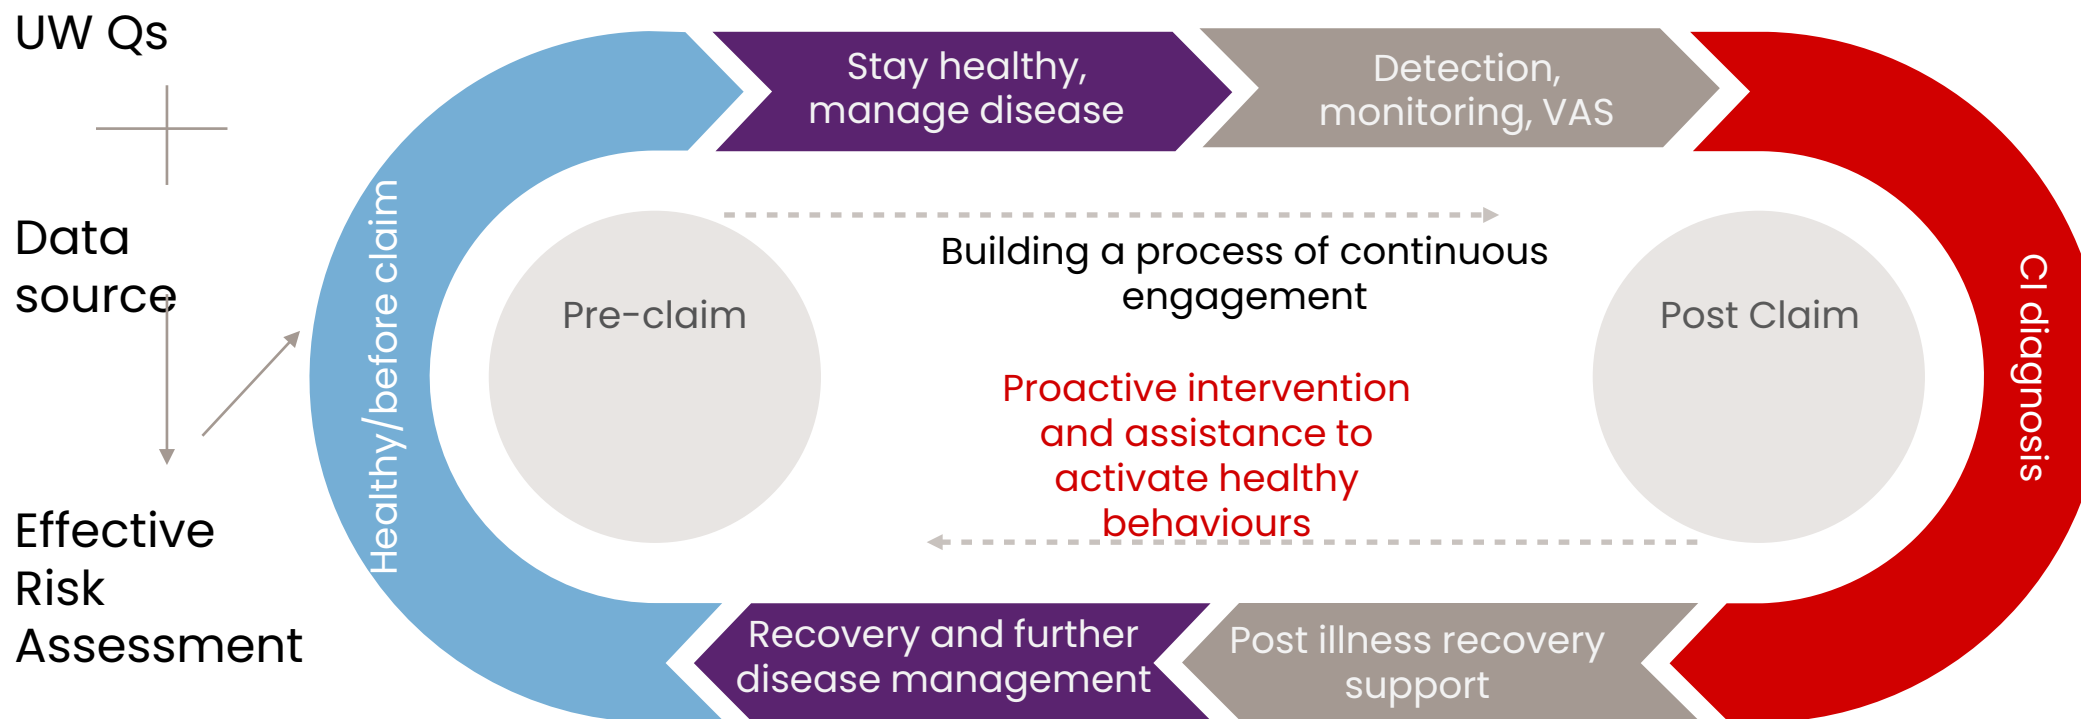 UW Qs
Data
source
Effective
Risk
Assessment
Healthy/before claim
Stay healthy,
manage disease
Detection,
monitoring, VAS
CI diagnosis
Pre-claim
Building a process of continuous
engagement
Post Claim
Proactive intervention
and assistance to
activate healthy
behaviours
Recovery and further
disease management
Post illness recovery
support